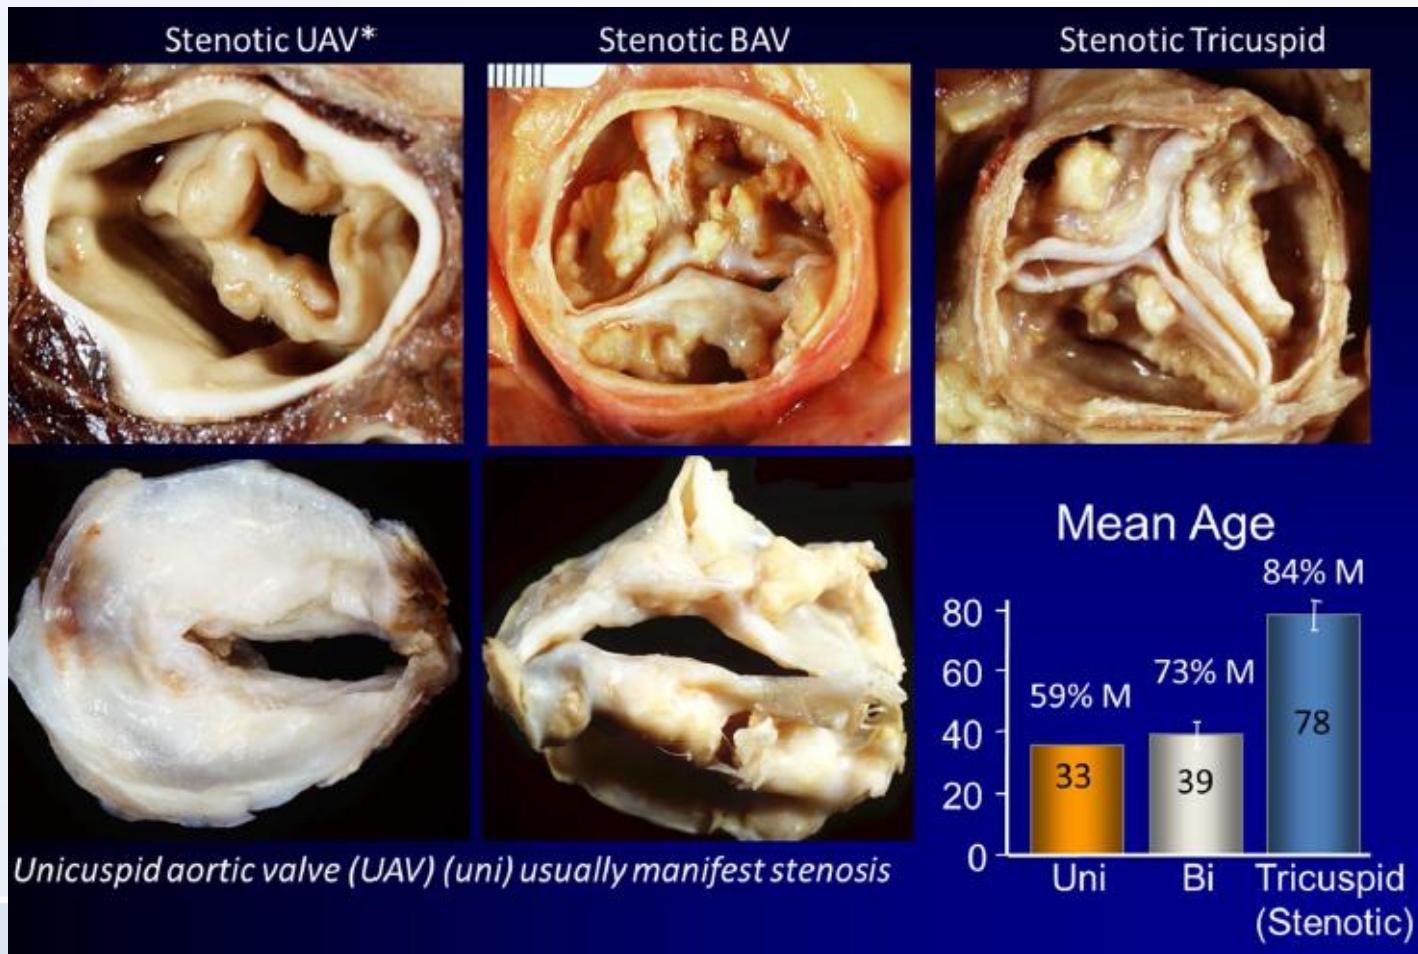 Stenotic UAV*
Stenotic BAV
Stenotic Tricuspid
Mean Age
84% M
73% M
59% M
80
60
40
20
0
33
39
78
Uni
Bi
Tricuspid
(Stenotic)
Unicuspid aortic valve (UAV) (uni) usually manifest stenosis